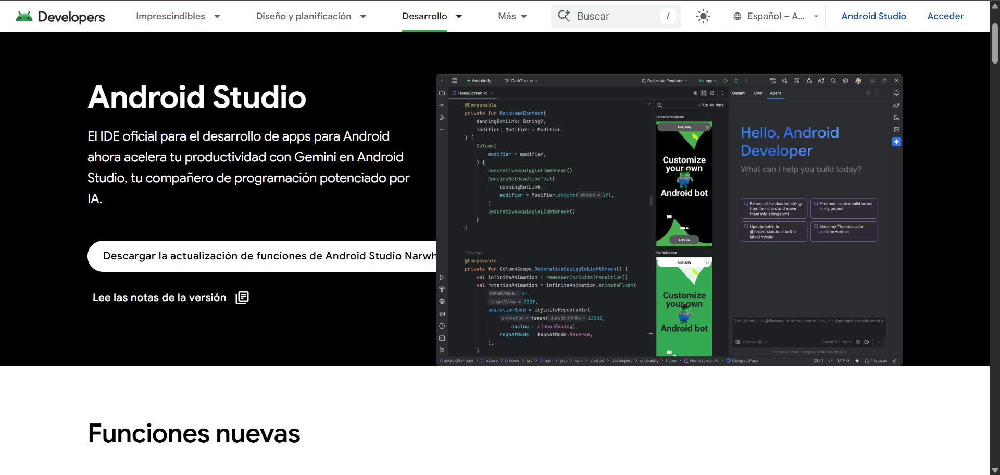 Developers
Imprescindibles
Diseño y planificación
Desarrollo
Más
Buscar
/
Español – A...
Android Studio
Acceder
Android Studio
El IDE oficial para el desarrollo de apps para Android
ahora acelera tu productividad con Gemini en Android
Studio, tu compañero de programación potenciado por
IA.
Descargar la actualización de funciones de Android Studio Narwh
Lee las notas de la versión
Androidify
DarkTheme
Resizable Emulator
app
HomeScreen.kt
@Composable
private fun MainHomeContent(
dancingBotLink: String?,
modifier: Modifier = Modifier,
) {
Column(
modifier = modifier,
) {
DecorativeSquiggleLimeGreen()
DancingBotHeadlineText(
dancingBotLink,
modifier = Modifier.weight( weight = 1f),
)
DecorativeSquiggleLightGreen()
}
}
1 Usage
@Composable
private fun ColumnScope.DecorativeSquiggleLightGreen() {
val infiniteAnimation = rememberInfiniteTransition()
val rotationAnimation = infiniteAnimation.animateFloat(
initialValue = 0f,
targetValue = 720f,
animationSpec = infiniteRepeatable(
animation = tween( durationMillis = 12000,
easing = LinearEasing),
repeatMode = RepeatMode.Reverse,
),
)
Up-to-date
HomeScreenDark
Androidify
Customize
your own
Android bot
Let's Go
HomeScreen
Androidify
Customize
your own
Android bot
Gemini
Chat
Agent
Hello, Android
Developer
What can I help you build today?
Extract all hardcoded strings
from this class and move
them into strings.xml
Find and resolve build errors
in my project
Update kotlin in
@libs.version.toml to the
latest version
Make my Theme's color
scheme warmer
Ask Gemini, use @filename to attach source files, use @prompt to recall saved pr
Context (6)
Gemini 2.5 Pro
Gemini can make mistakes, so double-check it
androidify-main > feature > home > src > main > java > com > android > developers > androidify > home > HomeScreen.kt > CompactPager
255:1 LF UTF-8 4 spaces
Funciones nuevas